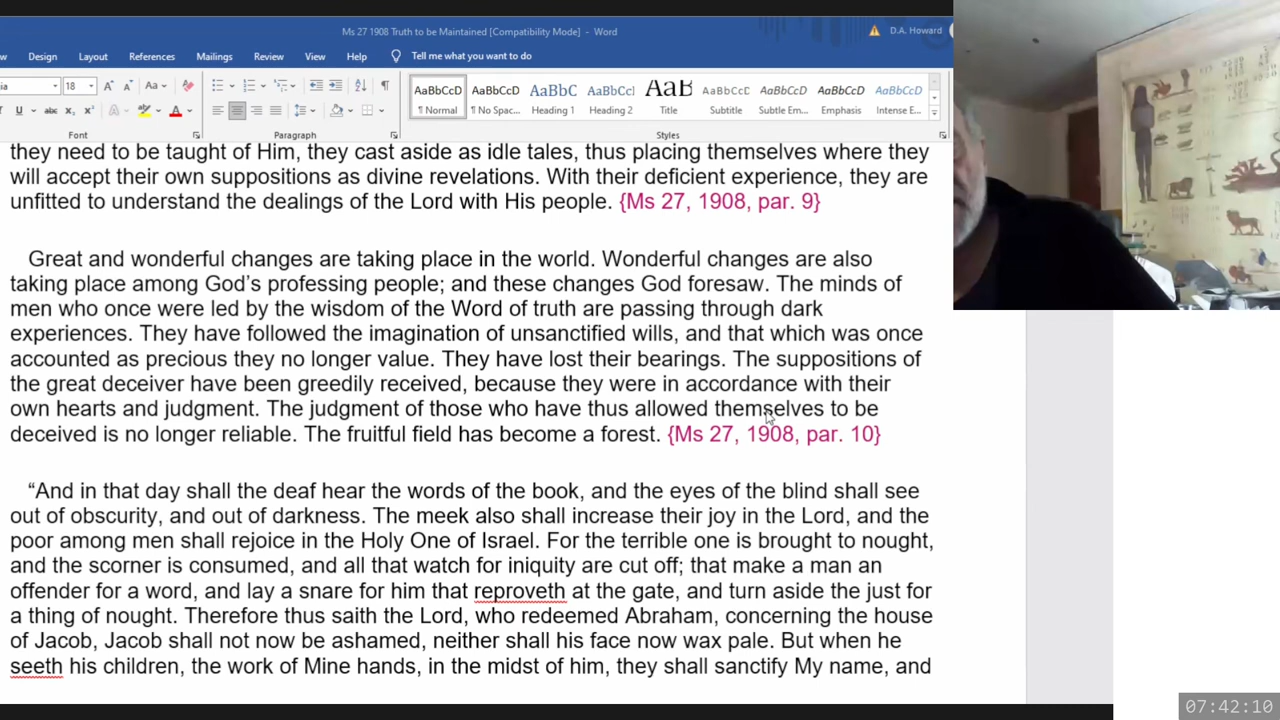 Ms 27 1908 Truth to be Maintained [Compatibility Mode] - Word
D.A. Howard
Design Layout References Mailings Review View Help Tell me what you want to do
18
AaBbCcD AaBbCcD AaBbC AaBbCcl AaB AaBbCcC AaBbCcD AaBbCcD AaBbCcD
¶ Normal ¶ No Spac... Heading 1 Heading 2 Title Subtitle Subtle Em... Emphasis Intense E...
Font Paragraph Styles
they need to be taught of Him, they cast aside as idle tales, thus placing themselves where they
will accept their own suppositions as divine revelations. With their deficient experience, they are
unfitted to understand the dealings of the Lord with His people. {Ms 27, 1908, par. 9}
Great and wonderful changes are taking place in the world. Wonderful changes are also
taking place among God’s professing people; and these changes God foresaw. The minds of
men who once were led by the wisdom of the Word of truth are passing through dark
experiences. They have followed the imagination of unsanctified wills, and that which was once
accounted as precious they no longer value. They have lost their bearings. The suppositions of
the great deceiver have been greedily received, because they were in accordance with their
own hearts and judgment. The judgment of those who have thus allowed themselves to be
deceived is no longer reliable. The fruitful field has become a forest. {Ms 27, 1908, par. 10}
“And in that day shall the deaf hear the words of the book, and the eyes of the blind shall see
out of obscurity, and out of darkness. The meek also shall increase their joy in the Lord, and the
poor among men shall rejoice in the Holy One of Israel. For the terrible one is brought to nought,
and the scorner is consumed, and all that watch for iniquity are cut off; that make a man an
offender for a word, and lay a snare for him that reproveth at the gate, and turn aside the just for
a thing of nought. Therefore thus saith the Lord, who redeemed Abraham, concerning the house
of Jacob, Jacob shall not now be ashamed, neither shall his face now wax pale. But when he
seeth his children, the work of Mine hands, in the midst of him, they shall sanctify My name, and
07:42:10